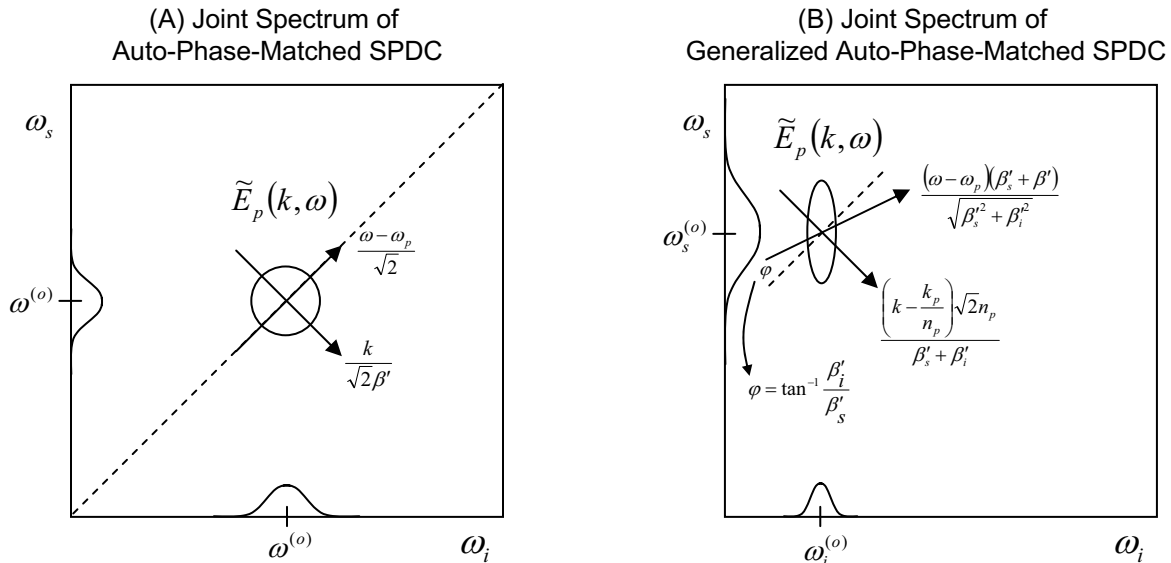 (A) Joint Spectrum of
Auto-Phase-Matched SPDC
ω_s
Ẽ_p(k, ω)
(ω − ω_p)/√2
ω^(o)
k/(√2β′)
ω^(o)
ω_i
(B) Joint Spectrum of
Generalized Auto-Phase-Matched SPDC
ω_s
Ẽ_p(k, ω)
(ω − ω_p)(β′_s + β′)/√(β′_s² + β′_i²)
ω_s^(o)
φ
(k − k_p/n_p)√2n_p/(β′_s + β′_i)
φ = tan⁻¹ β′_i/β′_s
ω_i^(o)
ω_i